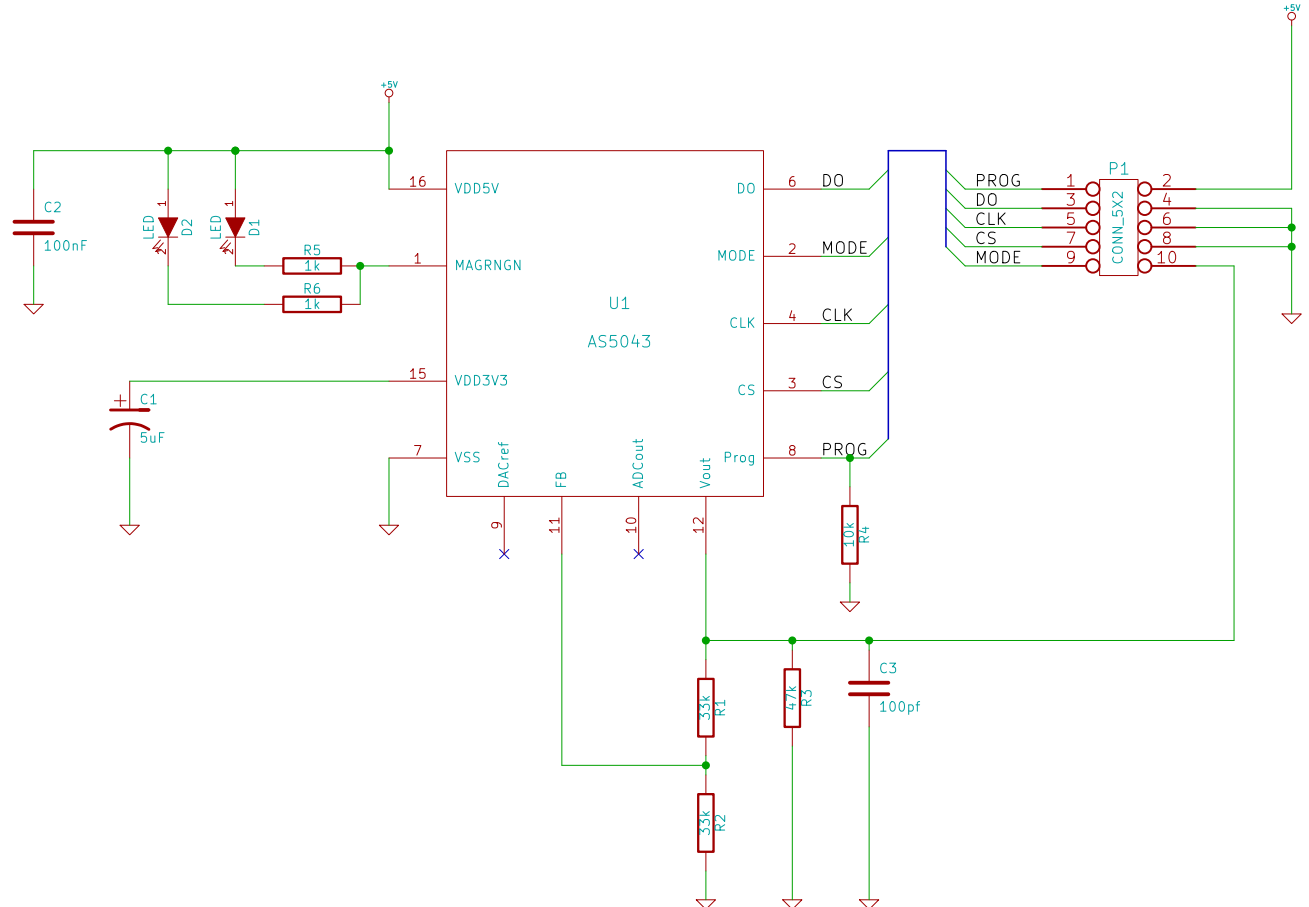 +5V
+5V
P1
CONN_5X2
PROG
DO
CLK
CS
MODE
1
3
5
7
9
2
4
6
8
10
C2
100nF
LED
1
2
D2
LED
1
2
D1
R5
1k
R6
1k
16
VDD5V
1
MAGRNGN
15
VDD3V3
7
VSS
U1
AS5043
DO
6
DO
MODE
2
MODE
CLK
4
CLK
CS
3
CS
Prog
8
PROG
C1
5uF
DACref
9
FB
11
ADCout
10
Vout
12
10k
R4
33k
R1
47k
R3
C3
100pf
33k
R2